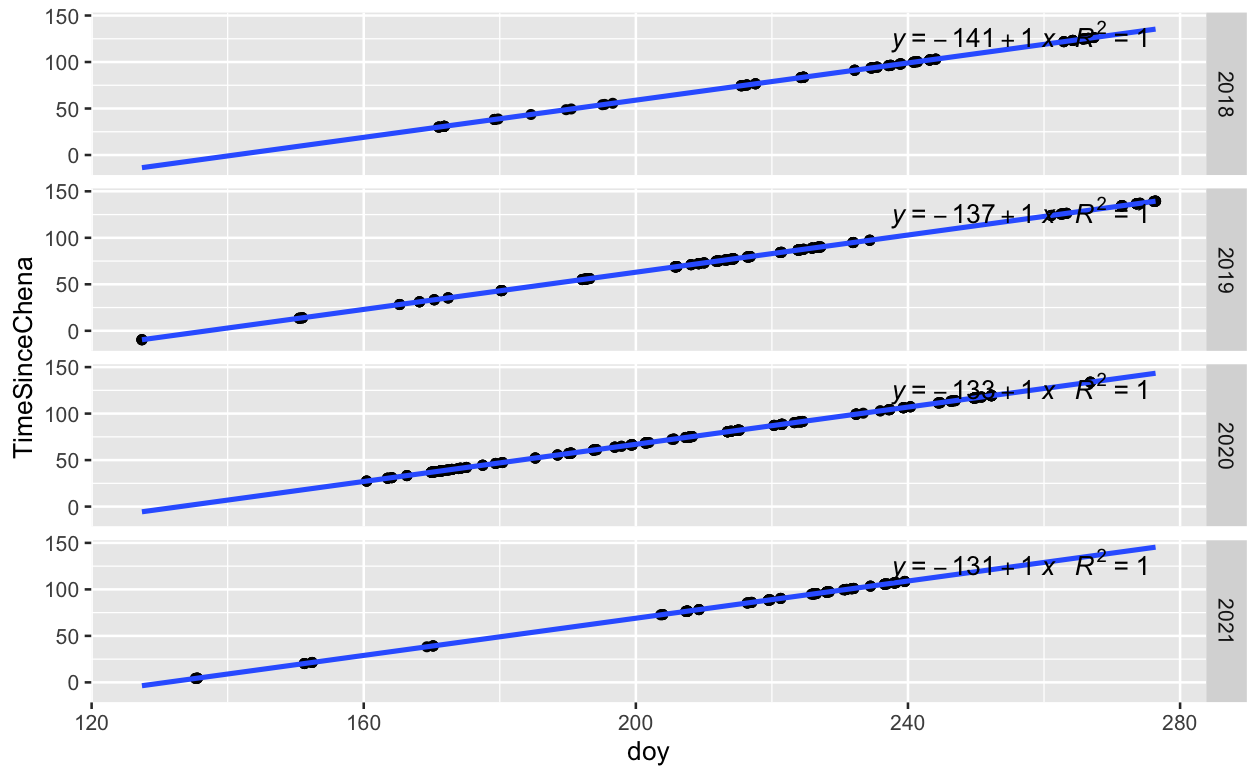 150
100
50
0
y = − 141 + 1 x R² = 1
2018
150
100
50
0
y = − 137 + 1 x R² = 1
2019
150
100
50
0
y = − 133 + 1 x R² = 1
2020
150
100
50
0
y = − 131 + 1 x R² = 1
2021
TimeSinceChena
120 160 200 240 280
doy